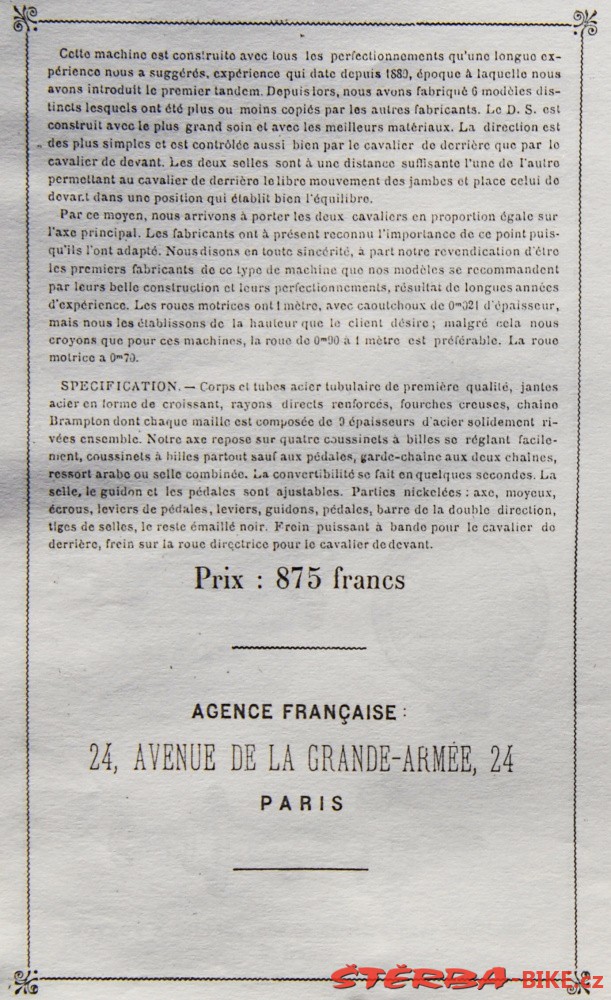 Cette machine est construite avec tous les perfectionnements qu'une longue ex-
périence nous a suggérés, expérience qui date depuis 1880, époque à laquelle nous
avons introduit le premier tandem. Depuis lors, nous avons fabriqué 6 modèles dis-
tincts lesquels ont été plus ou moins copiés par les autres fabricants. Le D. S. est
construit avec le plus grand soin et avec les meilleurs matériaux. La direction est
des plus simples et est contrôlée aussi bien par le cavalier de derrière que par le
cavalier de devant. Les deux selles sont à une distance suffisante l'une de l'autre
permettant au cavalier de derrière le libre mouvement des jambes et place celui de
devant dans une position qui établit bien l'équilibre.
Par ce moyen, nous arrivons à porter les deux cavaliers en proportion égale sur
l'axe principal. Les fabricants ont à présent reconnu l'importance de ce point puis-
qu'ils l'ont adapté. Nous disons en toute sincérité, à part notre revendication d'être
les premiers fabricants de ce type de machine que nos modèles se recommandent
par leurs belle construction et leurs perfectionnements, résultat de longues années
d'expérience. Les roues motrices ont 1 mètre, avec caoutchouc de 0ᵐ021 d'épaisseur,
mais nous les établissons de la hauteur que le client désire ; malgré cela nous
croyons que pour ces machines, la roue de 0ᵐ90 à 1 mètre est préférable. La roue
motrice a 0ᵐ70.
SPECIFICATION. — Corps et tubes acier tubulaire de première qualité, jantes
acier en forme de croissant, rayons directs renforcés, fourches creuses, chaine
Brampton dont chaque maille est composée de 9 épaisseurs d'acier solidement ri-
vées ensemble. Notre axe repose sur quatre coussinets à billes se réglant facile-
ment, coussinets à billes partout sauf aux pédales, garde-chaîne aux deux chaînes,
ressort arabe ou selle combinée. La convertibilité se fait en quelques secondes. La
selle, le guidon et les pédales sont ajustables. Parties nickelées : axe, moyeux,
écrous, leviers de pédales, leviers, guidons, pédales, barre de la double direction,
tiges de selles, le reste émaillé noir. Frein puissant à bande pour le cavalier de
derrière, frein sur la roue directrice pour le cavalier de devant.
Prix : 875 francs
AGENCE FRANÇAISE :
24, AVENUE DE LA GRANDE-ARMÉE, 24
PARIS
ŠTĚRBA-BIKE.cz